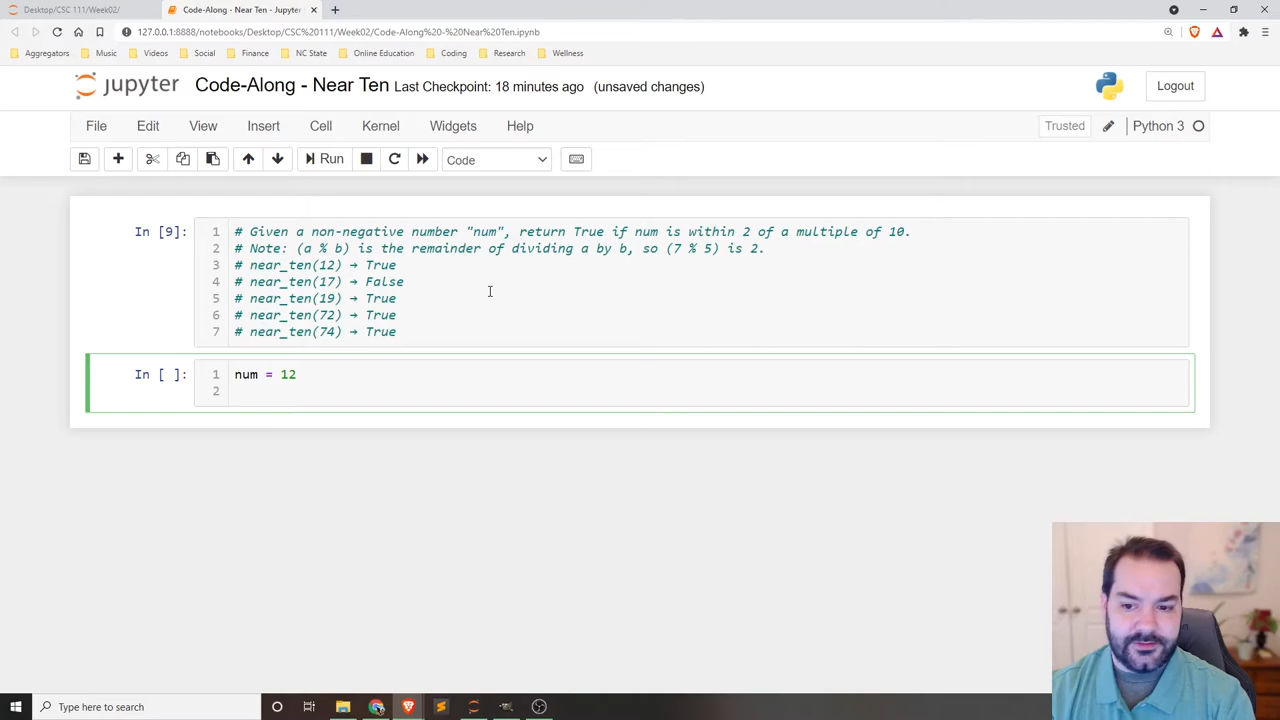 Desktop/CSC 111/Week02/
Code-Along - Near Ten - Jupyter
127.0.0.1:8888/notebooks/Desktop/CSC%20111/Week02/Code-Along%20-%20Near%20Ten.ipynb
Aggregators Music Videos Social Finance NC State Online Education Coding Research Wellness
jupyter Code-Along - Near Ten Last Checkpoint: 18 minutes ago (unsaved changes) Logout
File Edit View Insert Cell Kernel Widgets Help Trusted Python 3
Run Code
In [9]: 1 # Given a non-negative number "num", return True if num is within 2 of a multiple of 10.
2 # Note: (a % b) is the remainder of dividing a by b, so (7 % 5) is 2.
3 # near_ten(12) → True
4 # near_ten(17) → False
5 # near_ten(19) → True
6 # near_ten(72) → True
7 # near_ten(74) → True
In [ ]: 1 num = 12
2
Type here to search